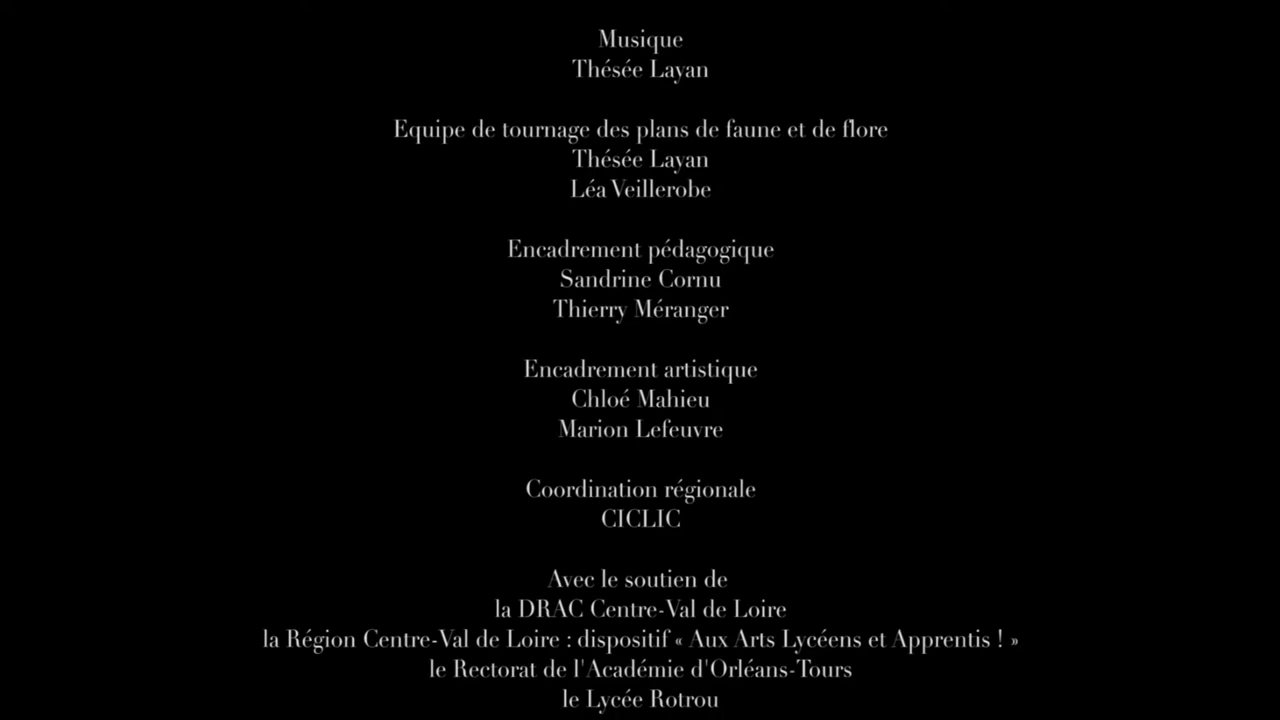 Musique
Thésée Layan
Equipe de tournage des plans de faune et de flore
Thésée Layan
Léa Veillerobe
Encadrement pédagogique
Sandrine Cornu
Thierry Méranger
Encadrement artistique
Chloé Mahieu
Marion Lefeuvre
Coordination régionale
CICLIC
Avec le soutien de
la DRAC Centre-Val de Loire
la Région Centre-Val de Loire : dispositif « Aux Arts Lycéens et Apprentis ! »
le Rectorat de l'Académie d'Orléans-Tours
le Lycée Rotrou